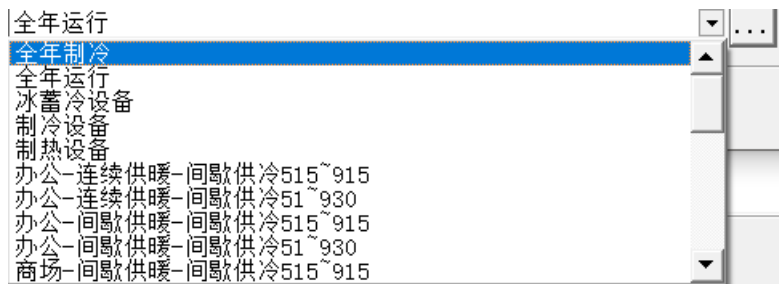 全年运行
...
全年制冷
全年运行
冰蓄冷设备
制冷设备
制热设备
办公-连续供暖-间歇供冷515~915
办公-连续供暖-间歇供冷51~930
办公-间歇供暖-间歇供冷515~915
办公-间歇供暖-间歇供冷51~930
商场-间歇供暖-间歇供冷515~915